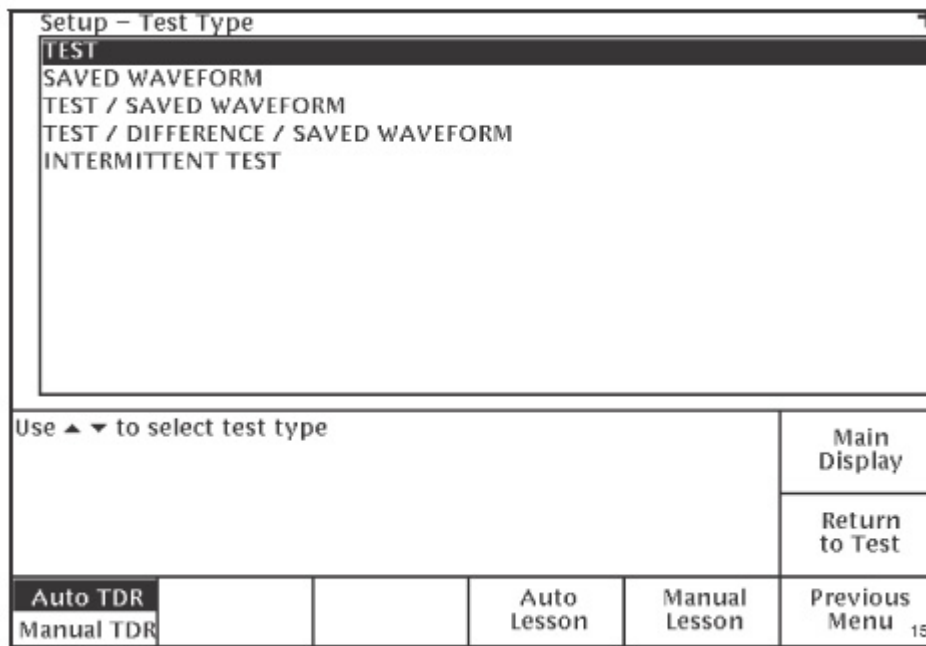 Setup – Test Type
TEST
SAVED WAVEFORM
TEST / SAVED WAVEFORM
TEST / DIFFERENCE / SAVED WAVEFORM
INTERMITTENT TEST
Use ▲ ▼ to select test type
Main
Display
Return
to Test
Auto TDR
Manual TDR
Auto
Lesson
Manual
Lesson
Previous
Menu